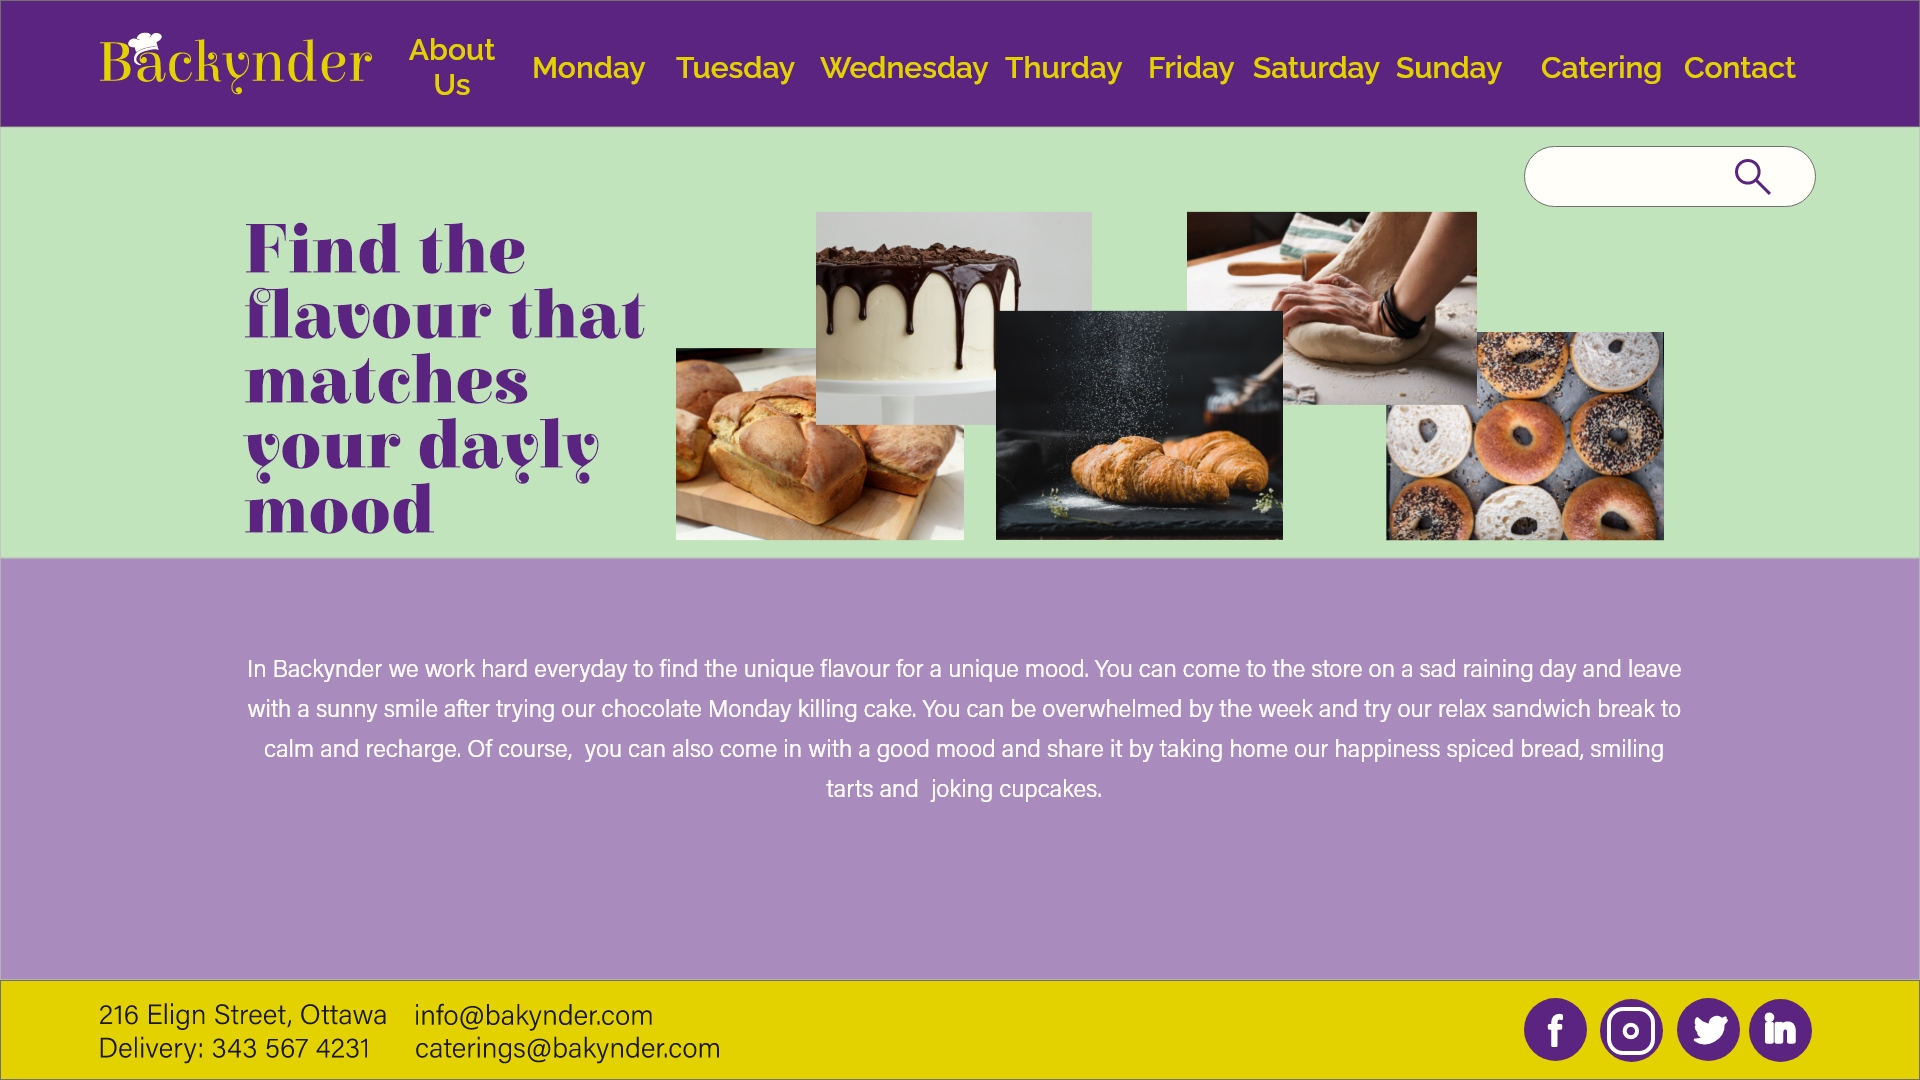 Backynder
About
Us
Monday Tuesday Wednesday Thurday Friday Saturday Sunday Catering Contact
Find the
flavour that
matches
your dayly
mood
In Backynder we work hard everyday to find the unique flavour for a unique mood. You can come to the store on a sad raining day and leave
with a sunny smile after trying our chocolate Monday killing cake. You can be overwhelmed by the week and try our relax sandwich break to
calm and recharge. Of course,  you can also come in with a good mood and share it by taking home our happiness spiced bread, smiling
tarts and  joking cupcakes.
216 Elign Street, Ottawa
Delivery: 343 567 4231
info@bakynder.com
caterings@bakynder.com